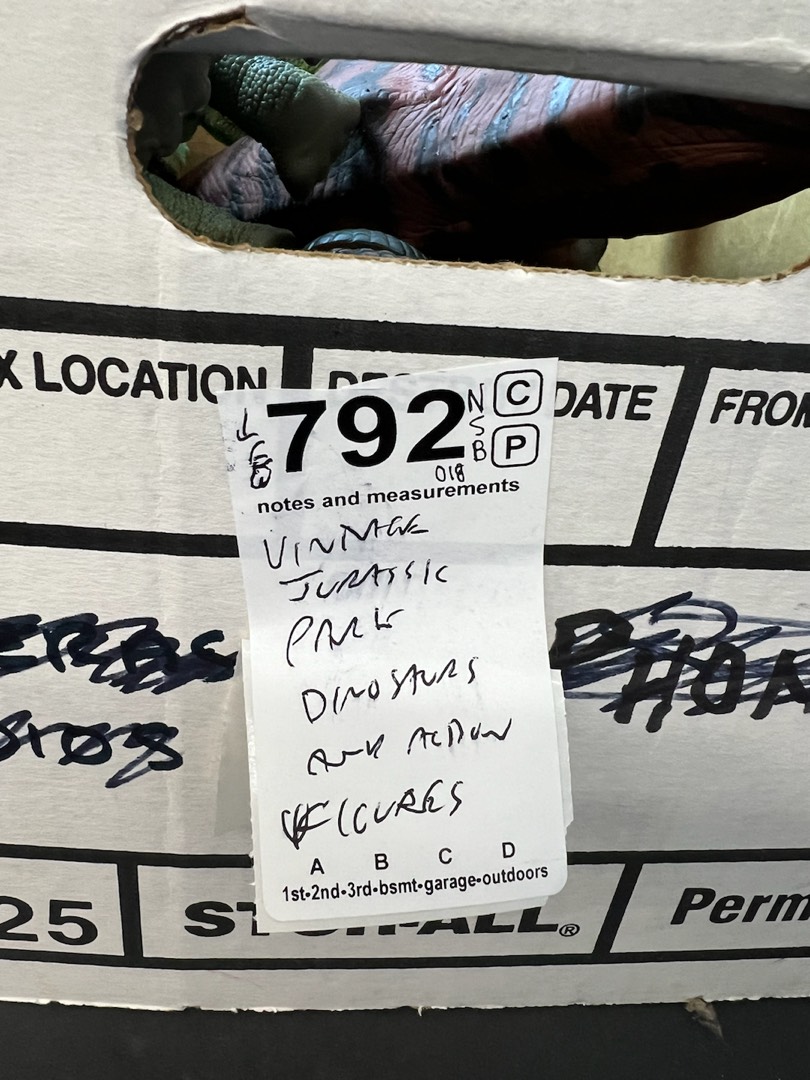 X LOCATION
DATE
FROM
792
N
S
B
C
P
018
notes and measurements
VINTAGE
JURASSIC
PARK
DINOSAURS
AND ACTION
FIGURES
A B C D
1st-2nd-3rd-bsmt-garage-outdoors
25
ST R-ALL®
Perm